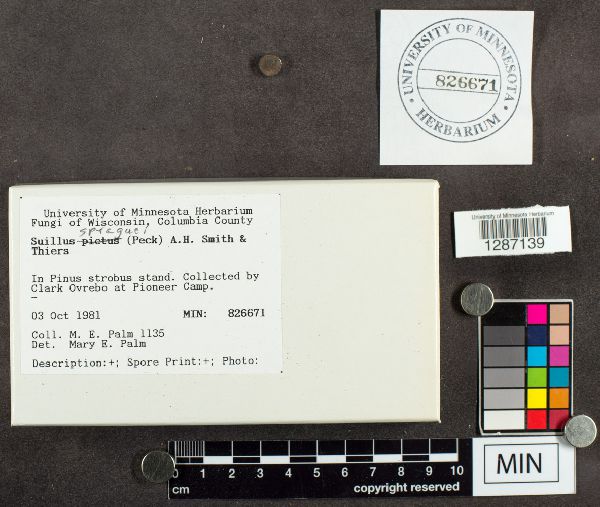 UNIVERSITY OF MINNESOTA
826671
HERBARIUM
University of Minnesota Herbarium
Fungi of Wisconsin, Columbia County
spraguei
Suillus pictus (Peck) A.H. Smith &
Thiers
In Pinus strobus stand. Collected by
Clark Ovrebo at Pioneer Camp.
–
03 Oct 1981 MIN: 826671
Coll. M. E. Palm 1135
Det. Mary E. Palm
Description:+; Spore Print:+; Photo:
University of Minnesota Herbarium
1287139
0 1 2 3 4 5 6 7 8 9 10
cm copyright reserved
MIN